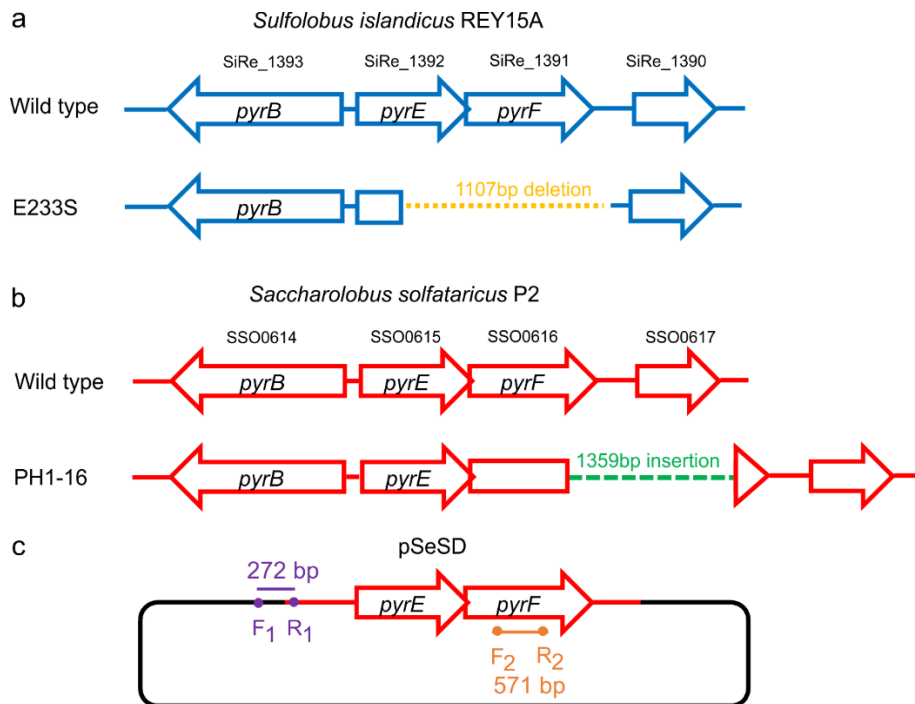 a
Sulfolobus islandicus REY15A
SiRe_1393 SiRe_1392 SiRe_1391 SiRe_1390
Wild type pyrB pyrE pyrF
1107bp deletion
E233S pyrB
b
Saccharolobus solfataricus P2
SSO0614 SSO0615 SSO0616 SSO0617
Wild type pyrB pyrE pyrF
1359bp insertion
PH1-16 pyrB pyrE
c
pSeSD
272 bp
pyrE pyrF
F1 R1
F2 R2
571 bp